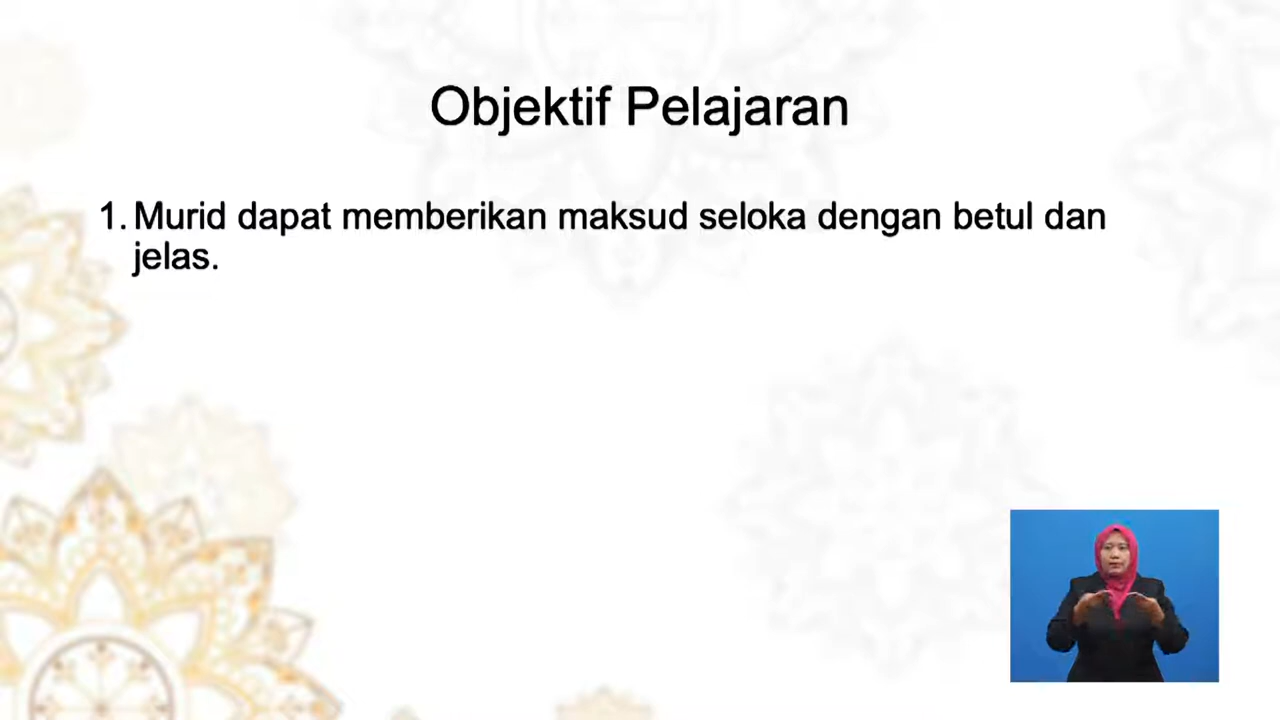 Objektif Pelajaran
1. Murid dapat memberikan maksud seloka dengan betul dan
jelas.